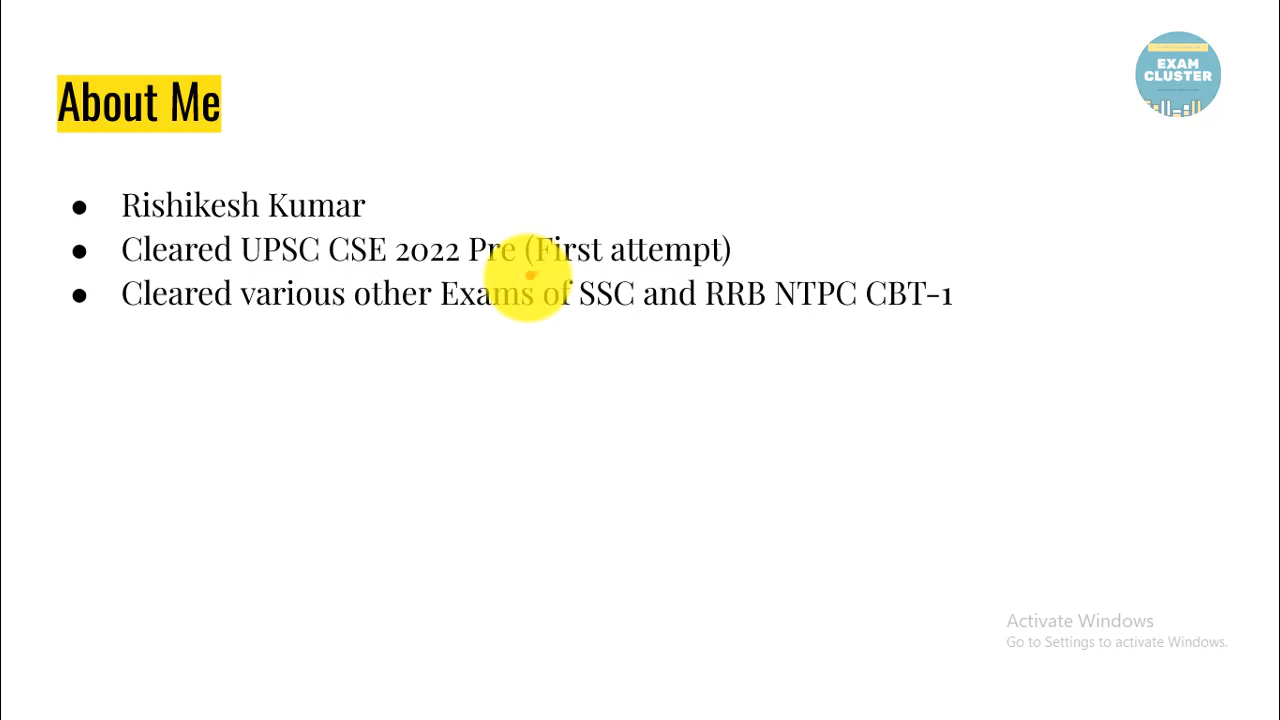 About Me
EXAM
CLUSTER
● Rishikesh Kumar
● Cleared UPSC CSE 2022 Pre (First attempt)
● Cleared various other Exams of SSC and RRB NTPC CBT-1
Activate Windows
Go to Settings to activate Windows.